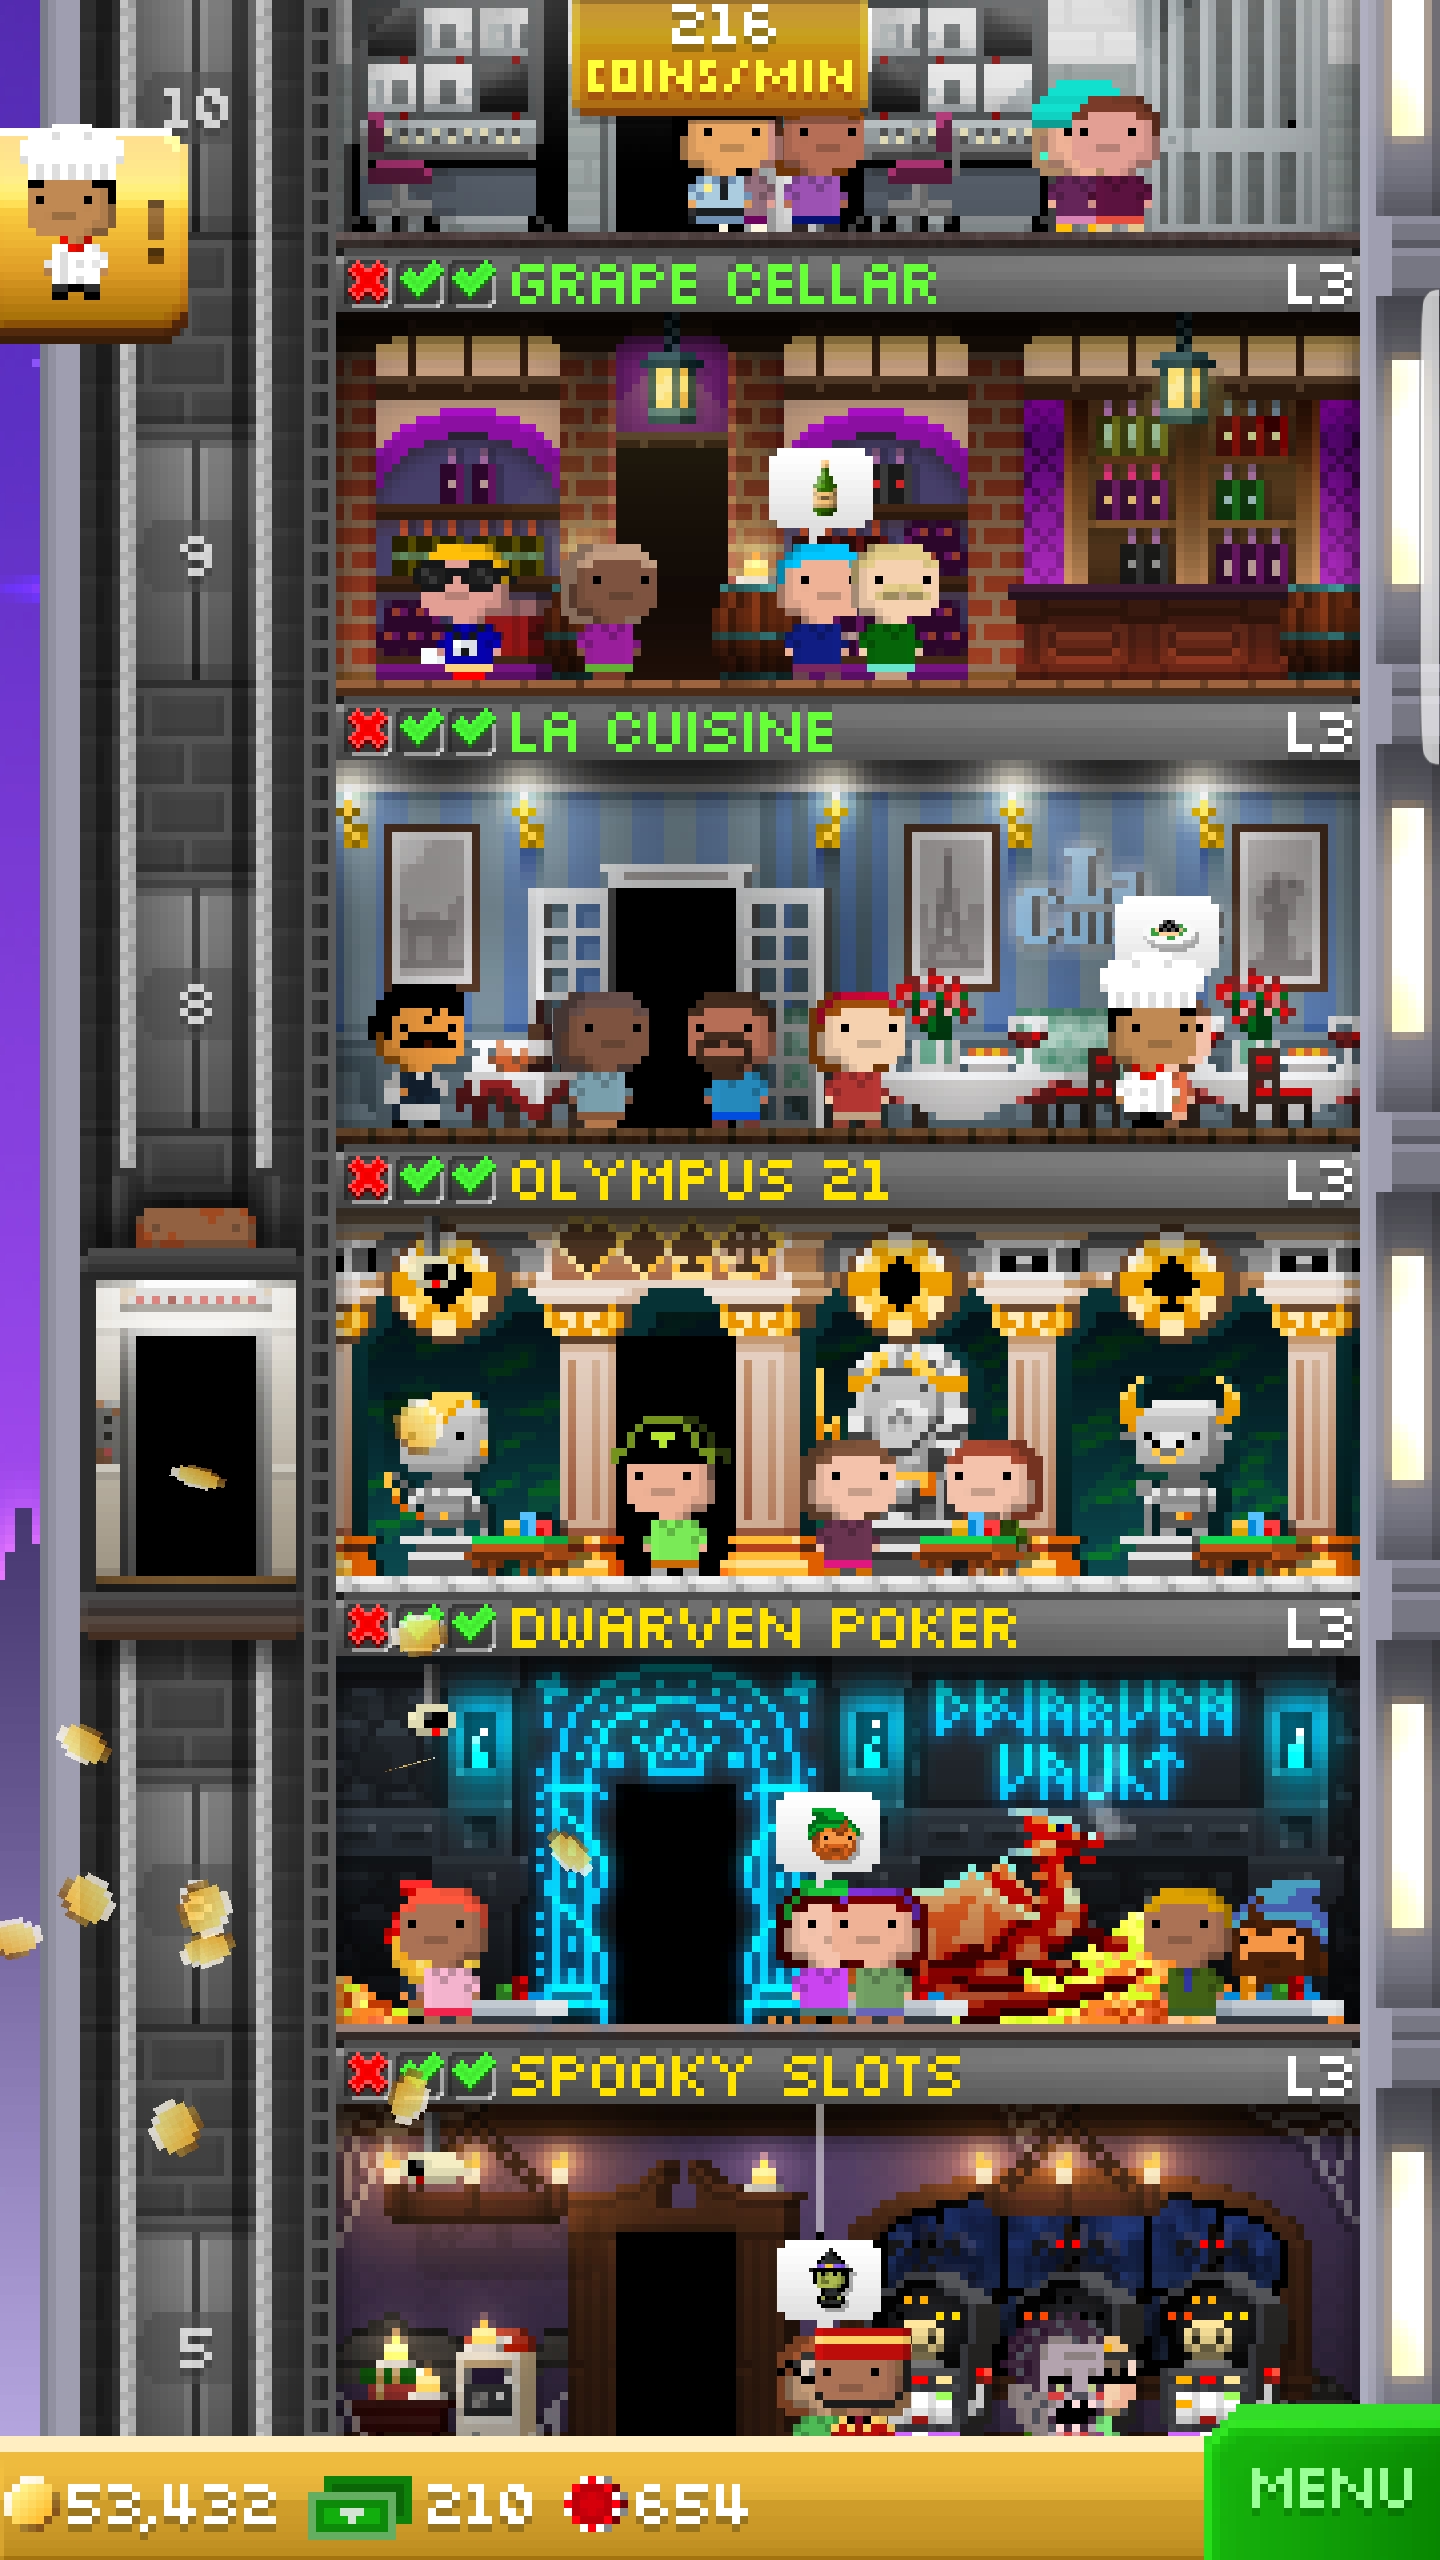 216
COINS/MIN
10
GRAPE CELLAR L3
9
LA CUISINE L3
8
La
OLYMPUS 21 L3
DWARVEN POKER L3
DWARVEN
VAULT
SPOOKY SLOTS L3
5
53,432 210 654
MENU